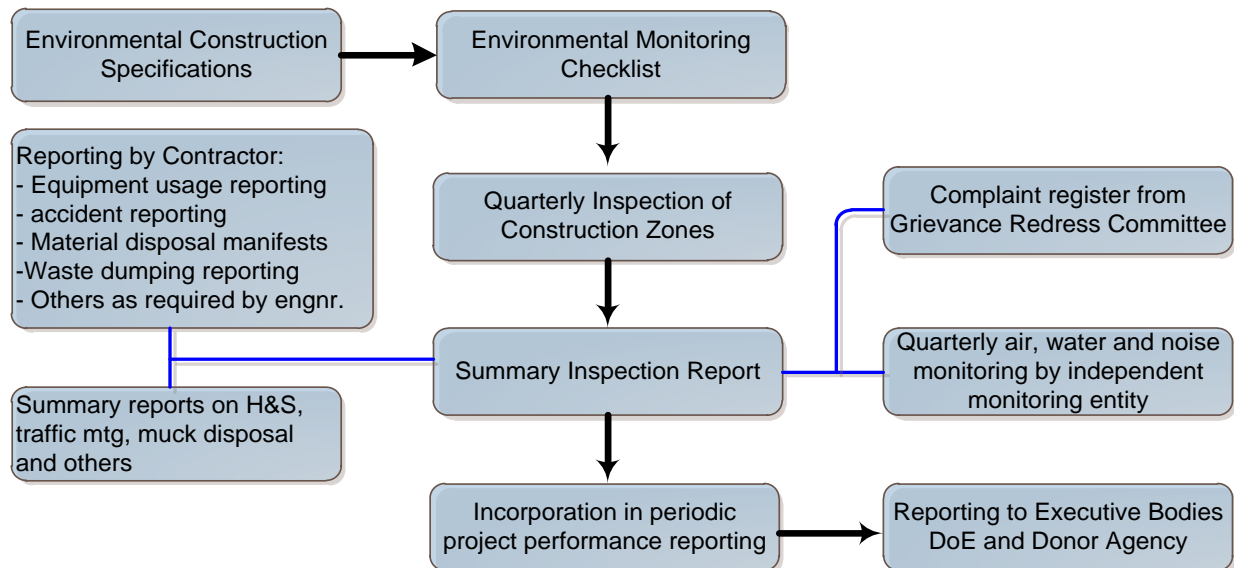 Environmental Construction
Specifications
Environmental Monitoring
Checklist
Reporting by Contractor:
- Equipment usage reporting
- accident reporting
- Material disposal manifests
-Waste dumping reporting
- Others as required by engnr.
Quarterly Inspection of
Construction Zones
Complaint register from
Grievance Redress Committee
Summary Inspection Report
Quarterly air, water and noise
monitoring by independent
monitoring entity
Summary reports on H&S,
traffic mtg, muck disposal
and others
Incorporation in periodic
project performance reporting
Reporting to Executive Bodies
DoE and Donor Agency